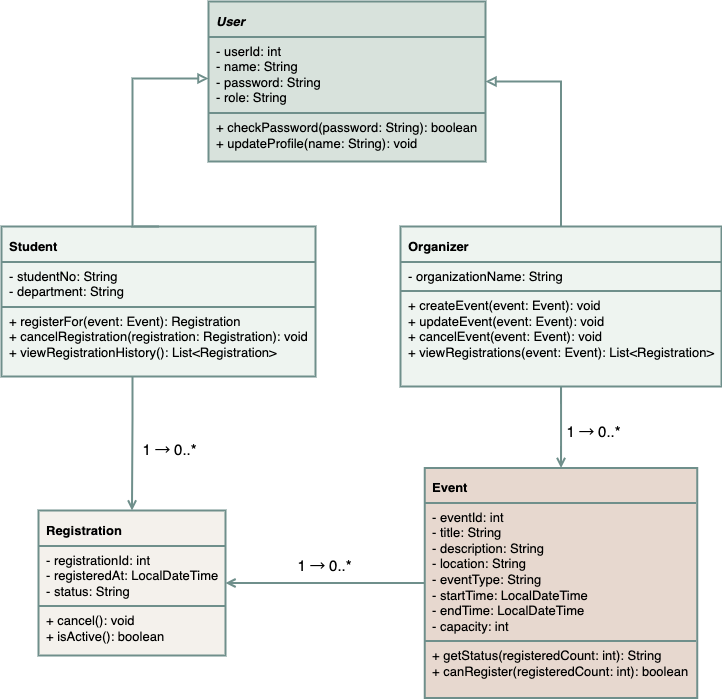 User
- userId: int
- name: String
- password: String
- role: String
+ checkPassword(password: String): boolean
+ updateProfile(name: String): void
Student
- studentNo: String
- department: String
+ registerFor(event: Event): Registration
+ cancelRegistration(registration: Registration): void
+ viewRegistrationHistory(): List<Registration>
Organizer
- organizationName: String
+ createEvent(event: Event): void
+ updateEvent(event: Event): void
+ cancelEvent(event: Event): void
+ viewRegistrations(event: Event): List<Registration>
1 → 0..*
1 → 0..*
Registration
- registrationId: int
- registeredAt: LocalDateTime
- status: String
+ cancel(): void
+ isActive(): boolean
1 → 0..*
Event
- eventId: int
- title: String
- description: String
- location: String
- eventType: String
- startTime: LocalDateTime
- endTime: LocalDateTime
- capacity: int
+ getStatus(registeredCount: int): String
+ canRegister(registeredCount: int): boolean